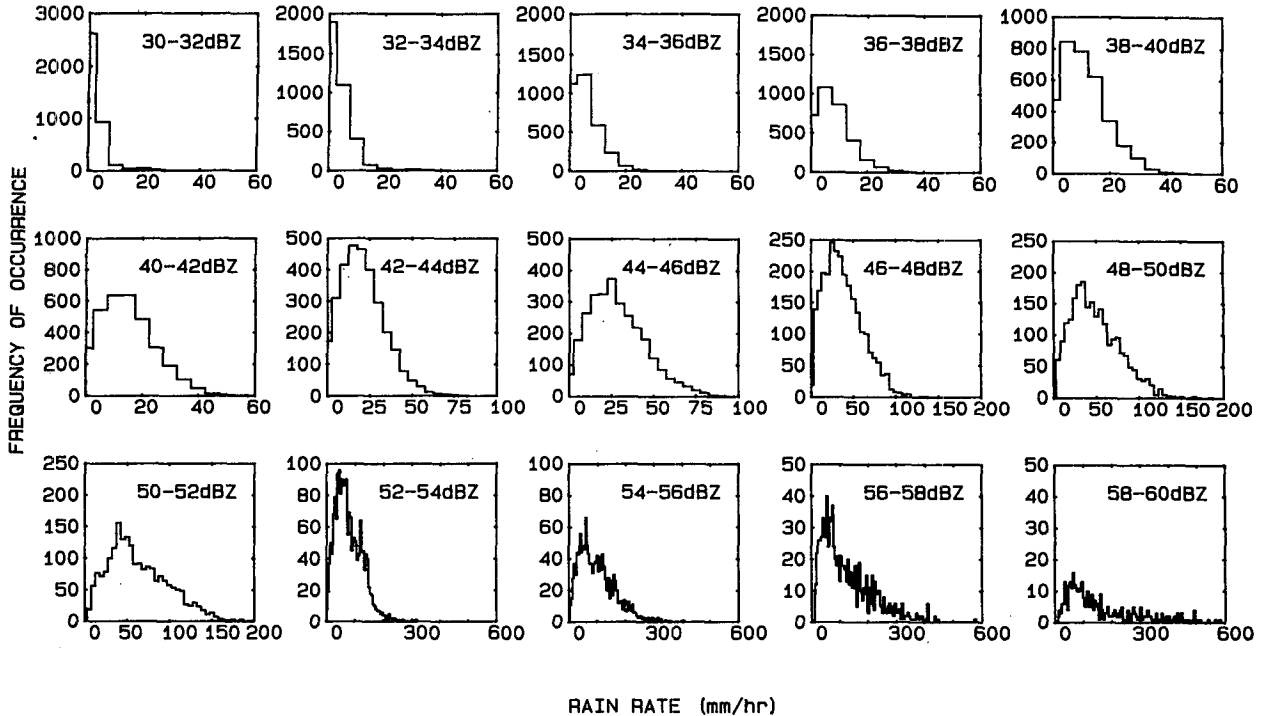 30-32dBZ
3000
2000
1000
0
0 20 40 60
32-34dBZ
2000
1500
1000
500
0
0 20 40 60
34-36dBZ
2000
1500
1000
500
0
0 20 40 60
36-38dBZ
2000
1500
1000
500
0
0 20 40 60
38-40dBZ
1000
800
600
400
200
0
0 20 40 60
FREQUENCY OF OCCURRENCE
40-42dBZ
1000
800
600
400
200
0
0 20 40 60
42-44dBZ
500
400
300
200
100
0
0 25 50 75 100
44-46dBZ
500
400
300
200
100
0
0 25 50 75 100
46-48dBZ
250
200
150
100
50
0
0 50 100 150 200
48-50dBZ
250
200
150
100
50
0
0 50 100 150 200
50-52dBZ
250
200
150
100
50
0
0 50 100 150 200
52-54dBZ
100
80
60
40
20
0
0 300 600
54-56dBZ
100
80
60
40
20
0
0 300 600
56-58dBZ
50
40
30
20
10
0
0 300 600
58-60dBZ
50
40
30
20
10
0
0 300 600
RAIN RATE (mm/hr)